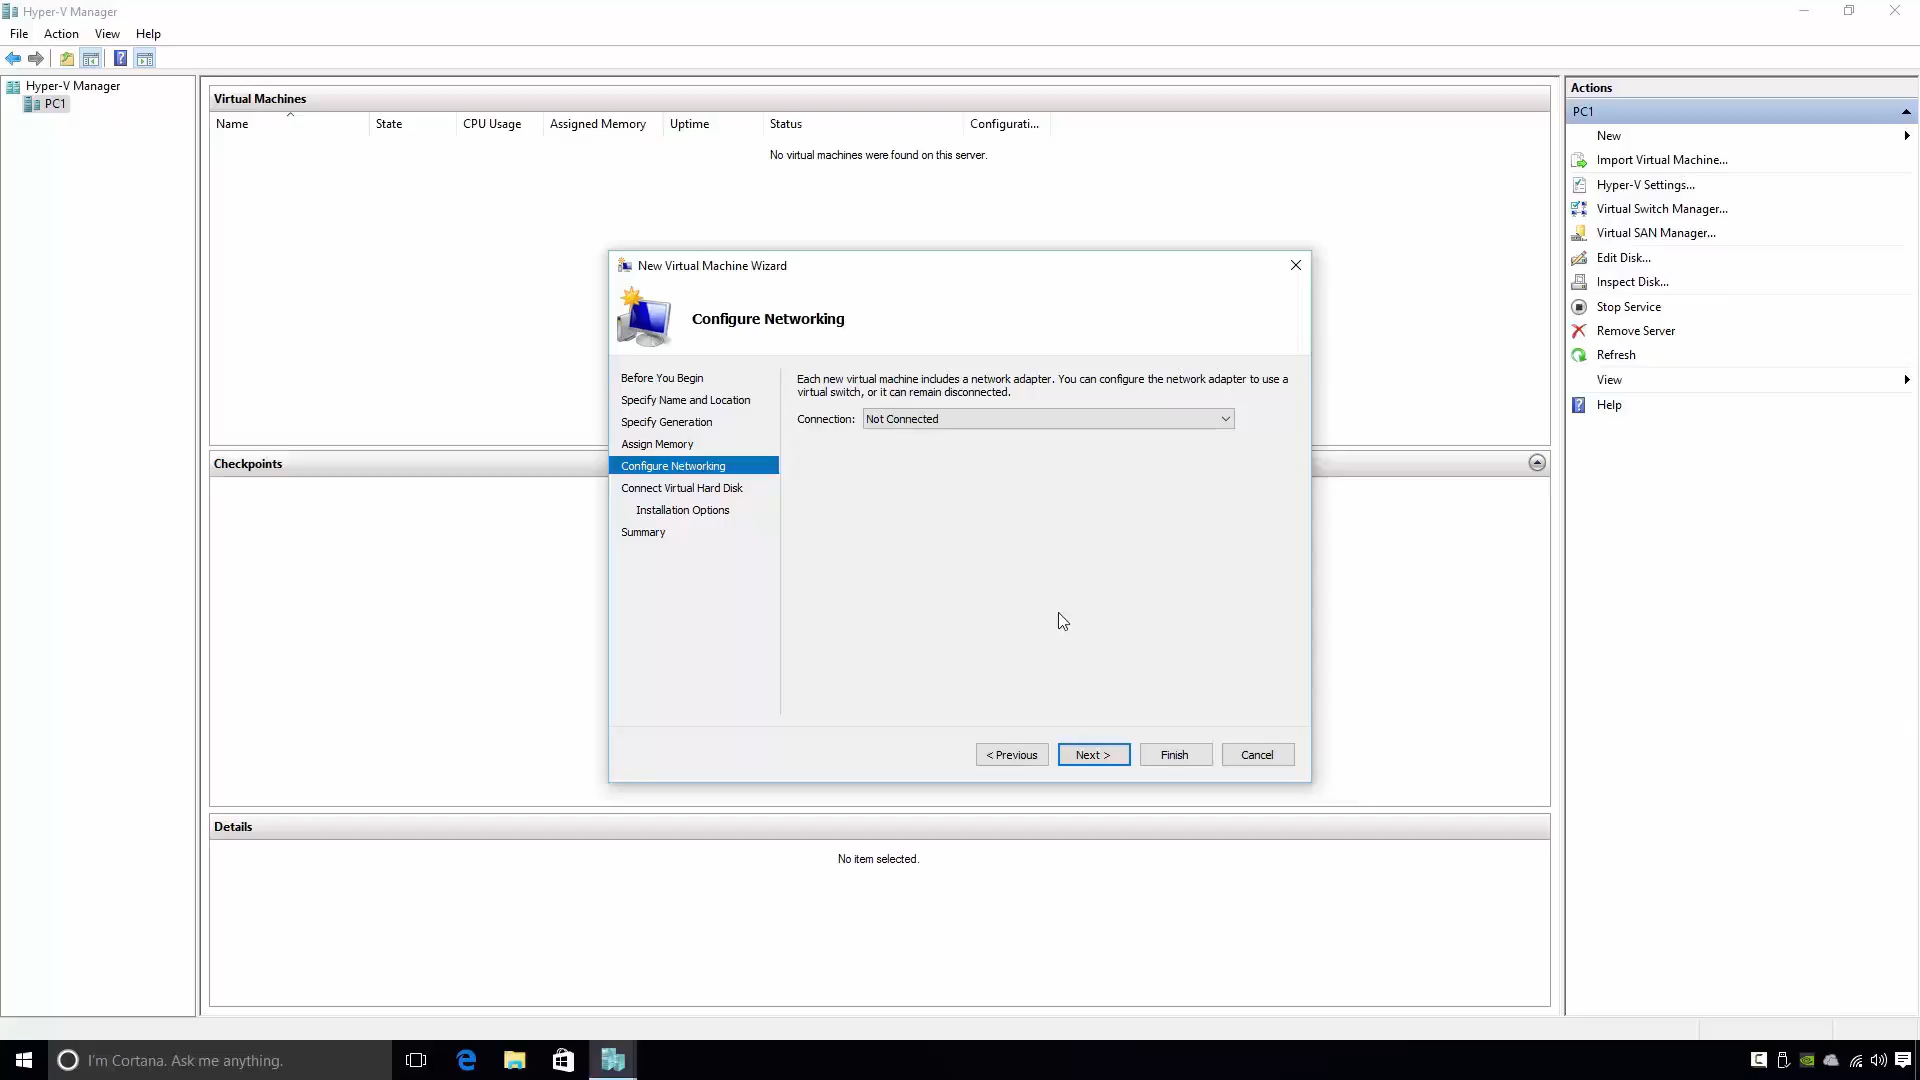 Hyper-V Manager
File Action View Help
Hyper-V Manager
PC1
Virtual Machines
Name State CPU Usage Assigned Memory Uptime Status Configurati...
No virtual machines were found on this server.
Checkpoints
Details
No item selected.
Actions
PC1
New
Import Virtual Machine...
Hyper-V Settings...
Virtual Switch Manager...
Virtual SAN Manager...
Edit Disk...
Inspect Disk...
Stop Service
Remove Server
Refresh
View
Help
New Virtual Machine Wizard
Configure Networking
Before You Begin
Specify Name and Location
Specify Generation
Assign Memory
Configure Networking
Connect Virtual Hard Disk
Installation Options
Summary
Each new virtual machine includes a network adapter. You can configure the network adapter to use a
virtual switch, or it can remain disconnected.
Connection: Not Connected
< Previous Next > Finish Cancel
I'm Cortana. Ask me anything.